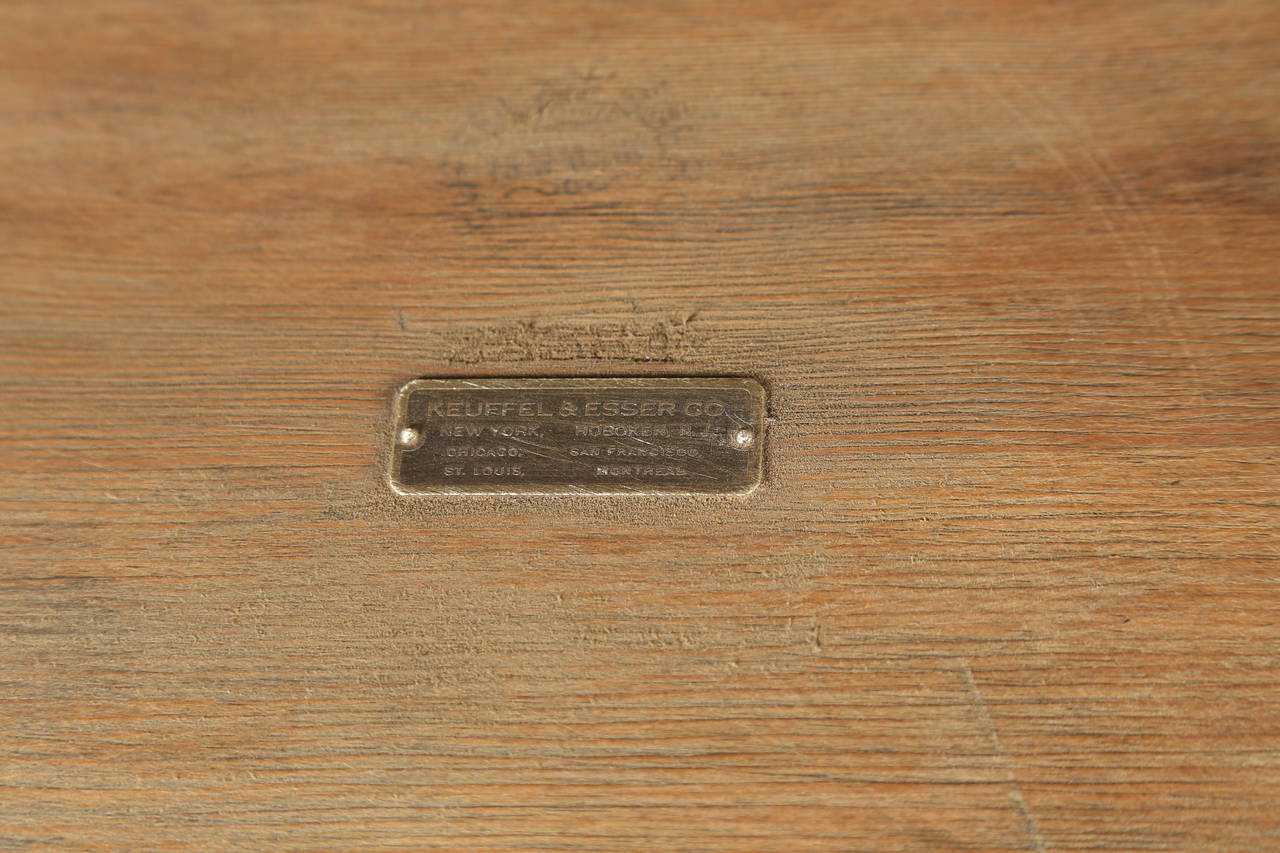 KEUFFEL & ESSER CO.
NEW YORK, HOBOKEN, N.J.
CHICAGO, SAN FRANCISCO,
ST. LOUIS, MONTREAL